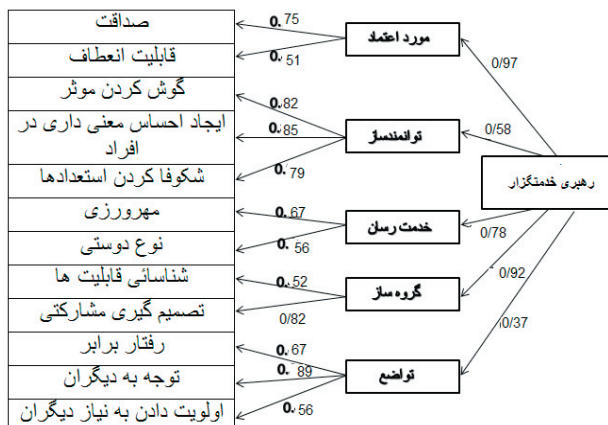 رهبری خدمتگزار
0/97
0/58
0/78
0/92
0/37
مورد اعتماد
توانمندساز
خدمت رسان
گروه ساز
تواضع
0.75
0.51
0.82
0.85
0.79
0.67
0.56
0.52
0/82
0.67
0.89
0.56
صداقت
قابلیت انعطاف
گوش کردن موثر
ایجاد احساس معنی داری در
افراد
شکوفا کردن استعدادها
مهرورزی
نوع دوستی
شناسائی قابلیت ها
تصمیم گیری مشارکتی
رفتار برابر
توجه به دیگران
اولویت دادن به نیاز دیگران